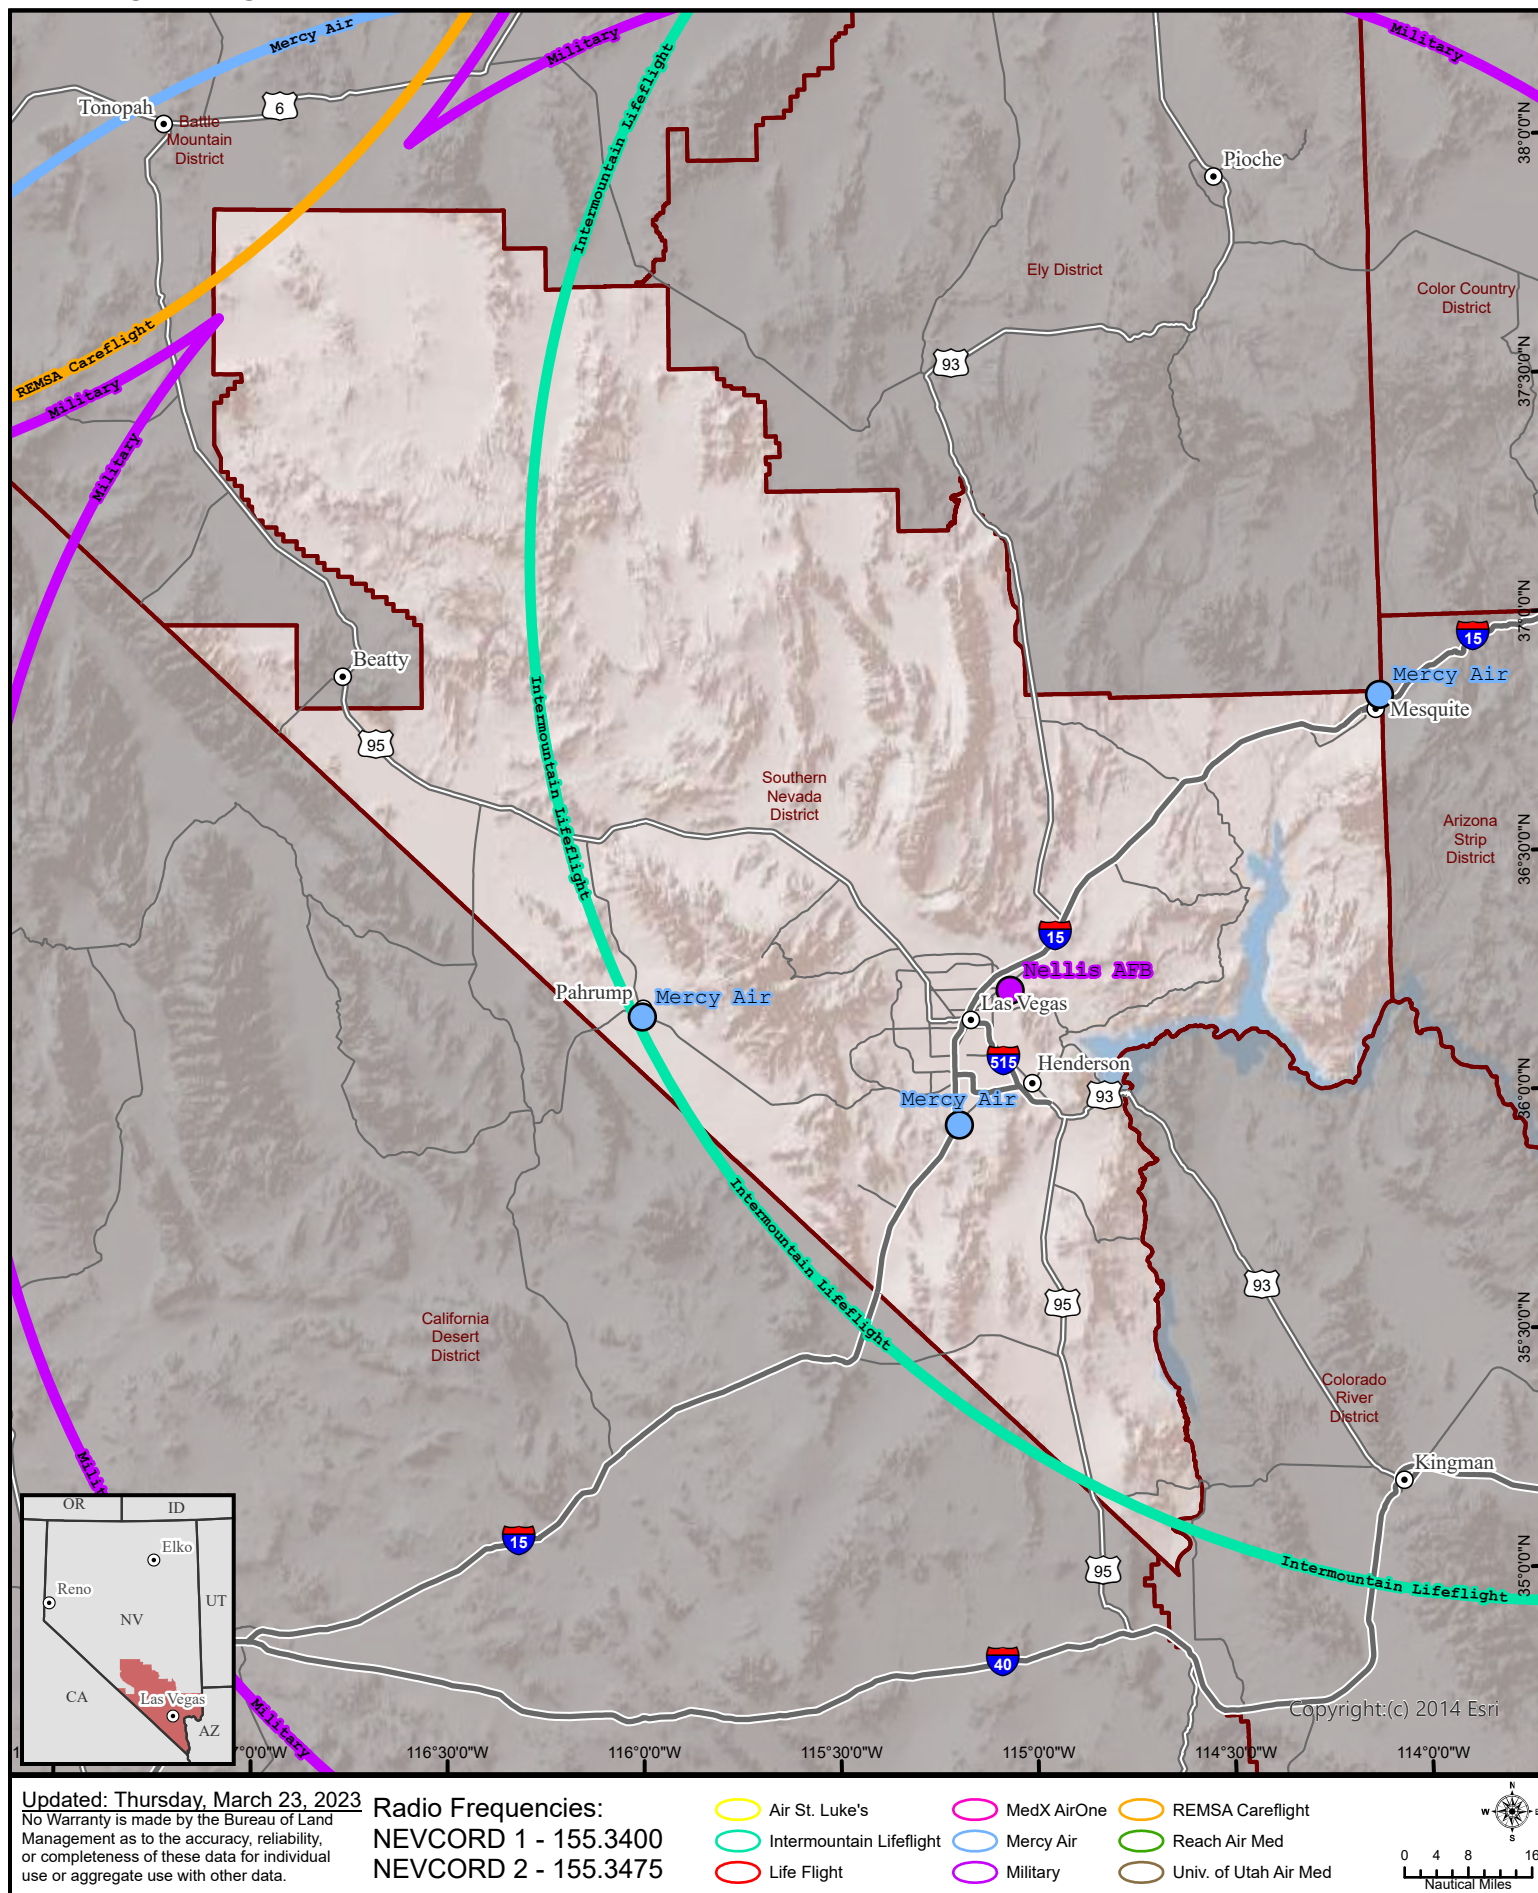 Mercy Air
Military
Military
Tonopah
6
Battle
Mountain
District
Intermountain Lifeflight
38°0'0"N
Pioche
Ely District
Color Country
District
REMSA Careflight
Military
Military
93
37°30'0"N
37°0'0"N
15
Beatty
Mercy Air
Mesquite
95
Intermountain Lifeflight
Southern
Nevada
District
Arizona
Strip
District
36°30'0"N
15
Nellis AFB
Pahrump
Mercy Air
Las Vegas
515
Henderson
93
Mercy Air
36°0'0"N
Intermountain Lifeflight
93
95
35°30'0"N
California
Desert
District
Colorado
River
District
Kingman
Milit
15
95
Intermountain Lifeflight
35°0'0"N
40
OR
ID
Elko
Reno
UT
NV
CA
Las Vegas
AZ
Military
Copyright:(c) 2014 Esri
116°30'0"W
116°0'0"W
115°30'0"W
115°0'0"W
114°30'0"W
114°0'0"W
Updated: Thursday, March 23, 2023
No Warranty is made by the Bureau of Land
Management as to the accuracy, reliability,
or completeness of these data for individual
use or aggregate use with other data.
Radio Frequencies:
NEVCORD 1 - 155.3400
NEVCORD 2 - 155.3475
Air St. Luke's
Intermountain Lifeflight
Life Flight
MedX AirOne
Mercy Air
Military
REMSA Careflight
Reach Air Med
Univ. of Utah Air Med
N
W
E
S
0 4 8 16
Nautical Miles